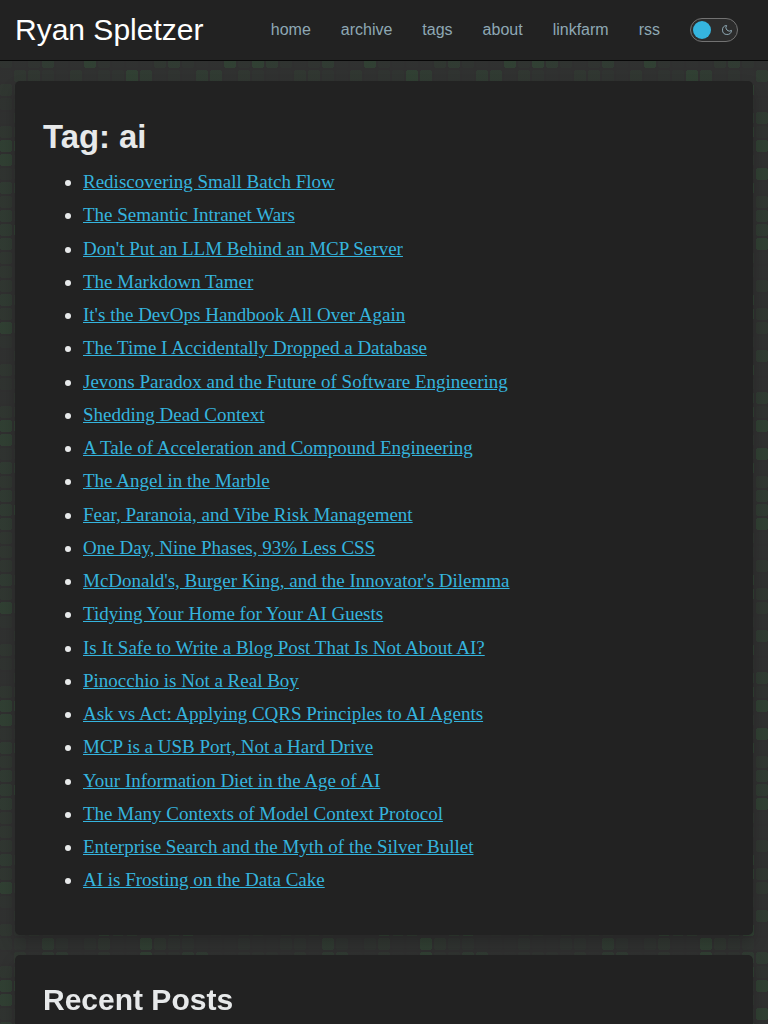 Ryan Spletzer home archive tags about linkfarm rss
Tag: ai
Rediscovering Small Batch Flow
The Semantic Intranet Wars
Don't Put an LLM Behind an MCP Server
The Markdown Tamer
It's the DevOps Handbook All Over Again
The Time I Accidentally Dropped a Database
Jevons Paradox and the Future of Software Engineering
Shedding Dead Context
A Tale of Acceleration and Compound Engineering
The Angel in the Marble
Fear, Paranoia, and Vibe Risk Management
One Day, Nine Phases, 93% Less CSS
McDonald's, Burger King, and the Innovator's Dilemma
Tidying Your Home for Your AI Guests
Is It Safe to Write a Blog Post That Is Not About AI?
Pinocchio is Not a Real Boy
Ask vs Act: Applying CQRS Principles to AI Agents
MCP is a USB Port, Not a Hard Drive
Your Information Diet in the Age of AI
The Many Contexts of Model Context Protocol
Enterprise Search and the Myth of the Silver Bullet
AI is Frosting on the Data Cake
Recent Posts